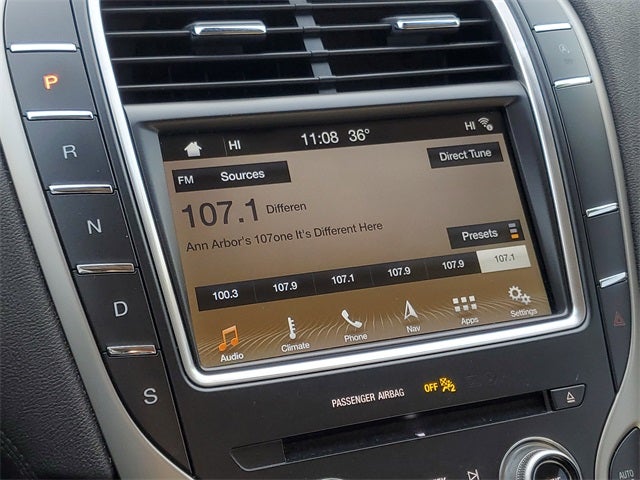 P
R
N
D
S
HI 11:08 36° HI
FM Sources Direct Tune
107.1 Differen
Ann Arbor's 107one It's Different Here
Presets
100.3 107.9 107.1 107.9 107.9 107.1
Audio Climate Phone Nav Apps Settings
PASSENGER AIRBAG OFF 2
AUTO